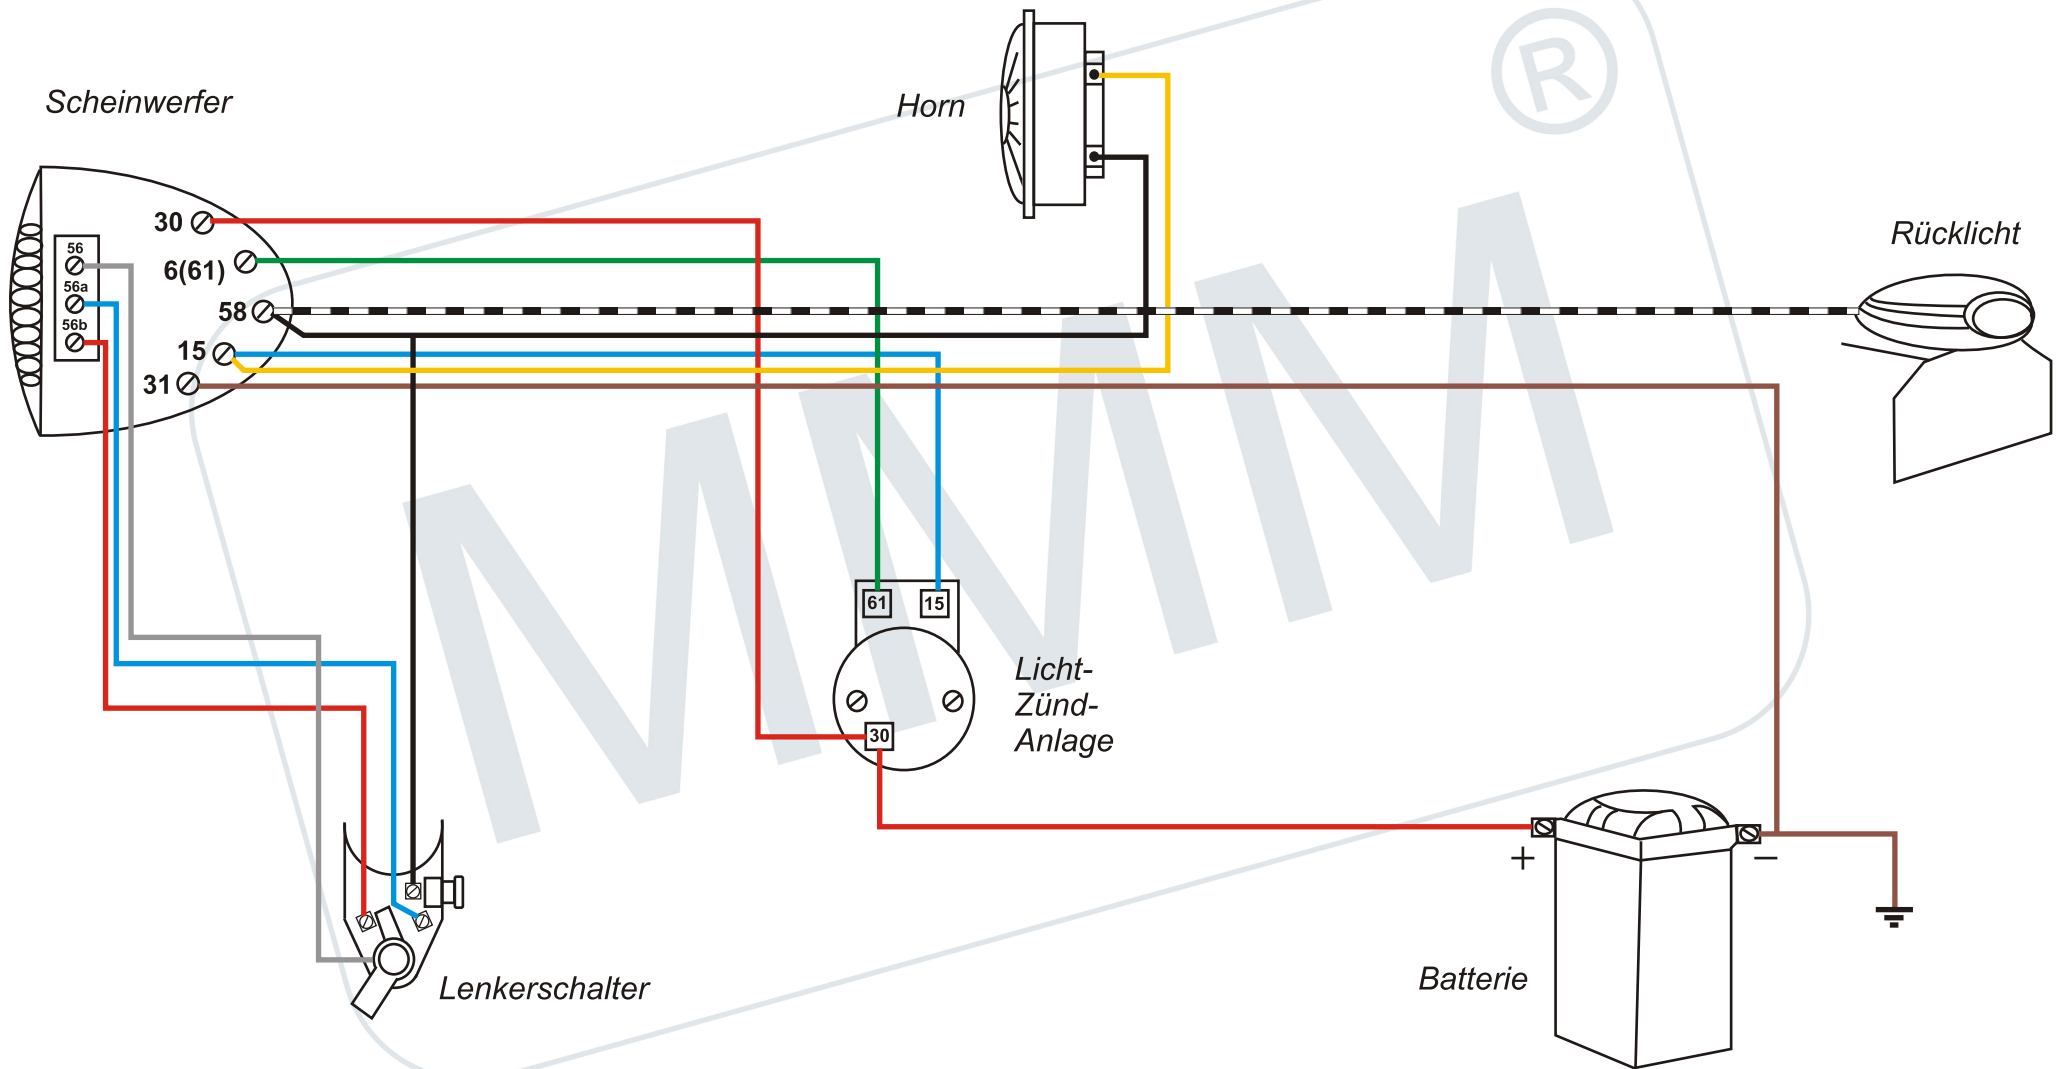 Scheinwerfer
Horn
®
Rücklicht
30
6(61)
58
15
31
56
56a
56b
MMM
61
15
30
Licht-
Zünd-
Anlage
+
−
Lenkerschalter
Batterie